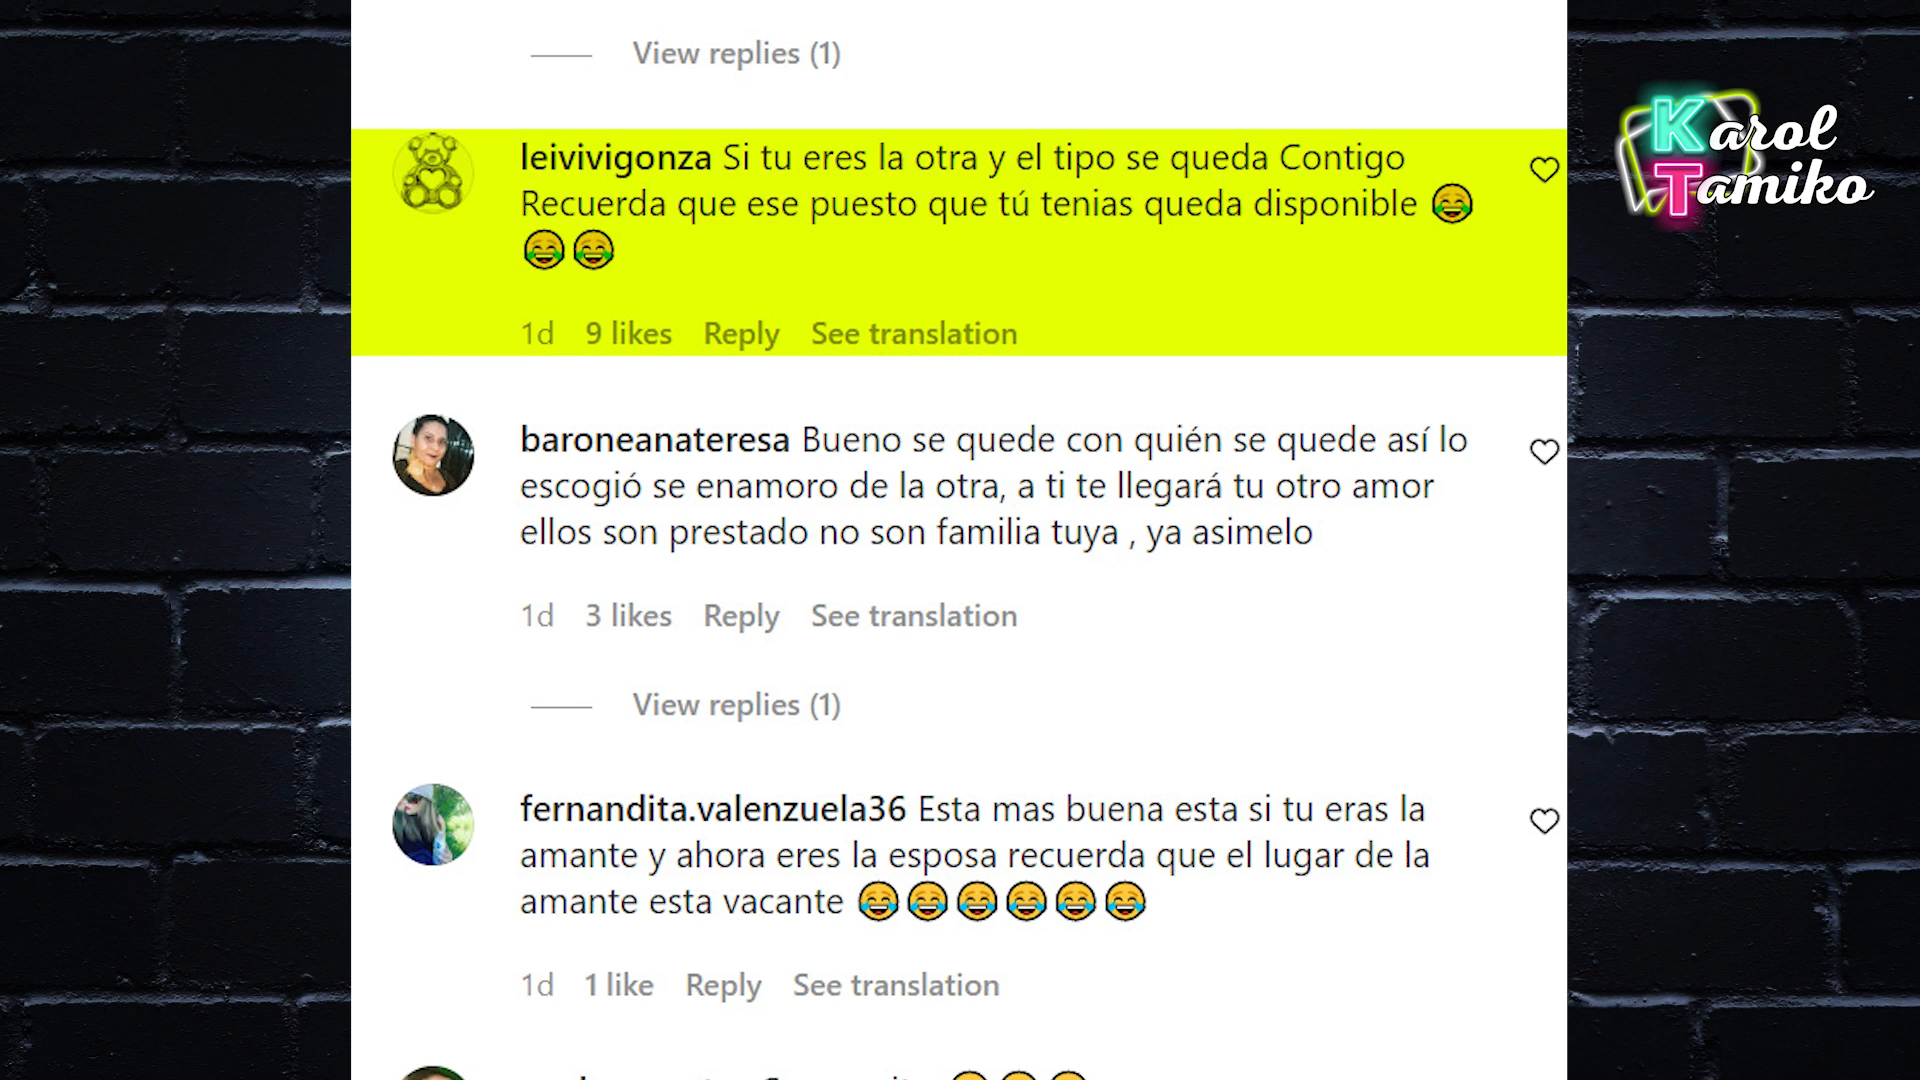 View replies (1)
leivivigonza Si tu eres la otra y el tipo se queda Contigo
Recuerda que ese puesto que tú tenias queda disponible 😂
😂😂
1d 9 likes Reply See translation
Karol
Tamiko
baroneanateresa Bueno se quede con quién se quede así lo
escogió se enamoro de la otra, a ti te llegará tu otro amor
ellos son prestado no son familia tuya , ya asimelo
1d 3 likes Reply See translation
View replies (1)
fernandita.valenzuela36 Esta mas buena esta si tu eras la
amante y ahora eres la esposa recuerda que el lugar de la
amante esta vacante 😂😂😂😂😂😂
1d 1 like Reply See translation